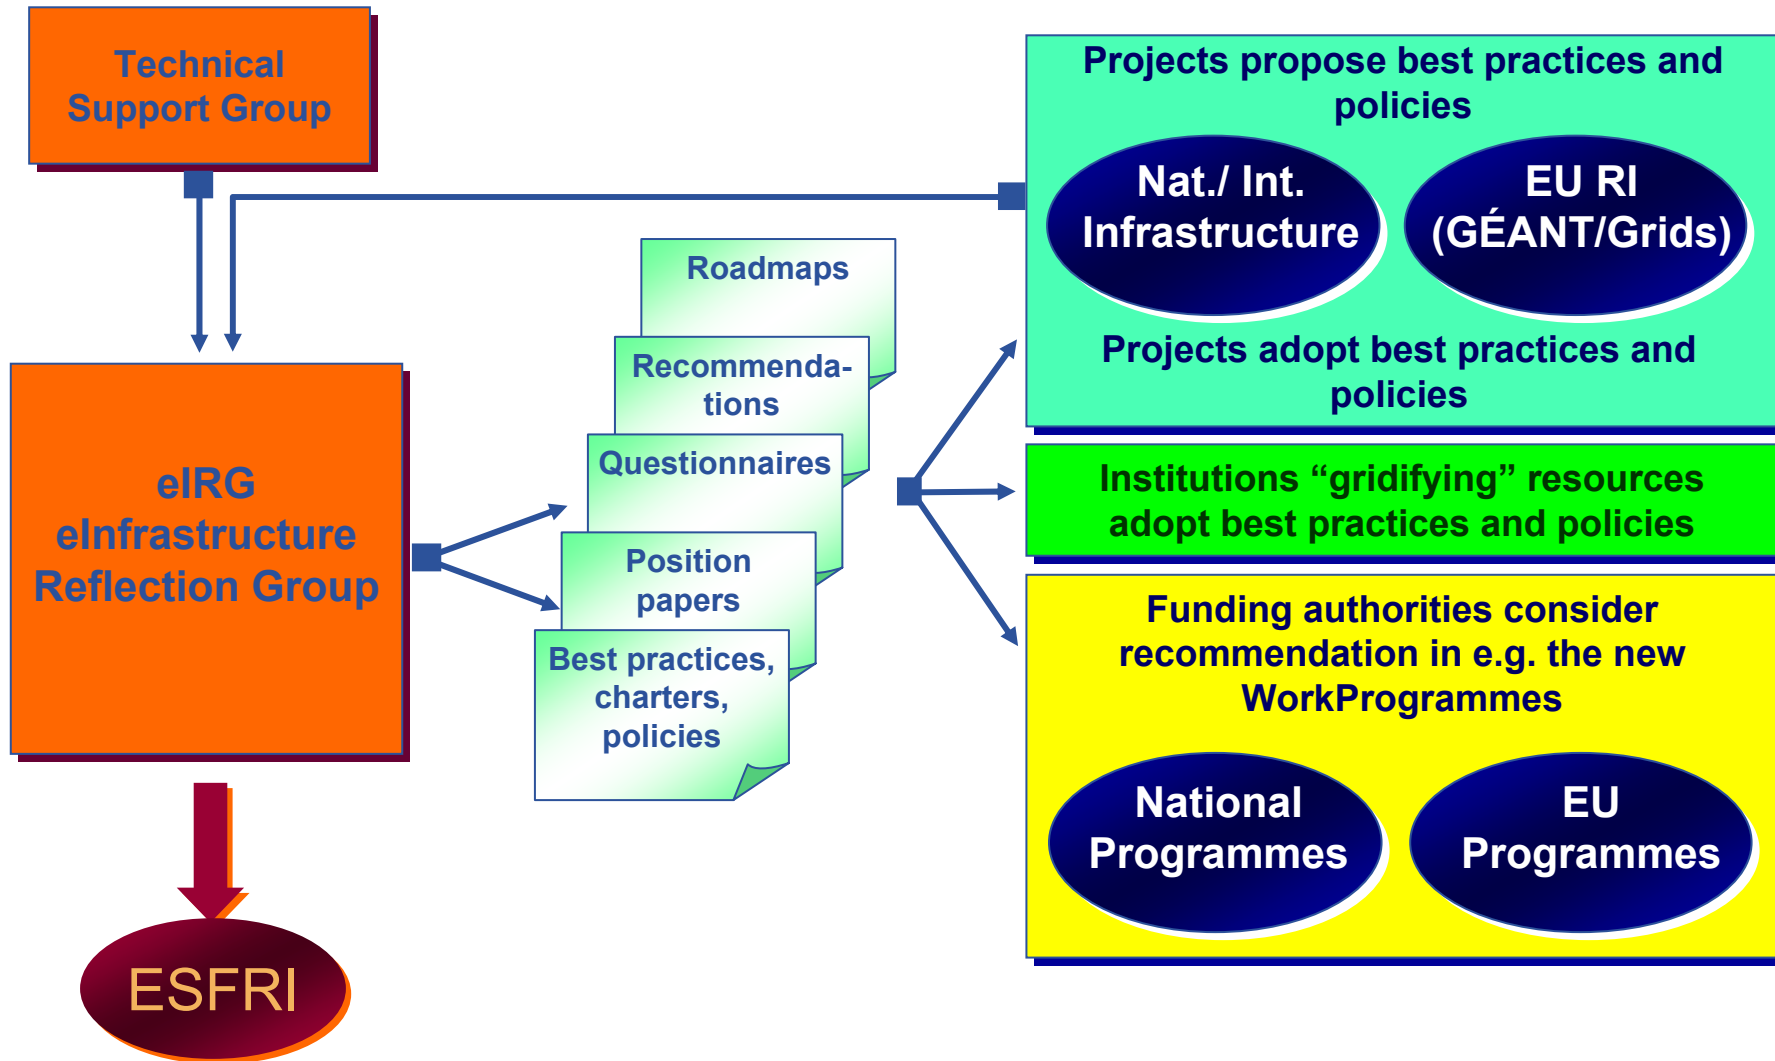 Technical
Support Group
eIRG
eInfrastructure
Reflection Group
ESFRI
Roadmaps
Recommenda-
tions
Questionnaires
Position
papers
Best practices,
charters,
policies
Projects propose best practices and
policies
Nat./ Int.
Infrastructure
EU RI
(GÉANT/Grids)
Projects adopt best practices and
policies
Institutions “gridifying” resources
adopt best practices and policies
Funding authorities consider
recommendation in e.g. the new
WorkProgrammes
National
Programmes
EU
Programmes